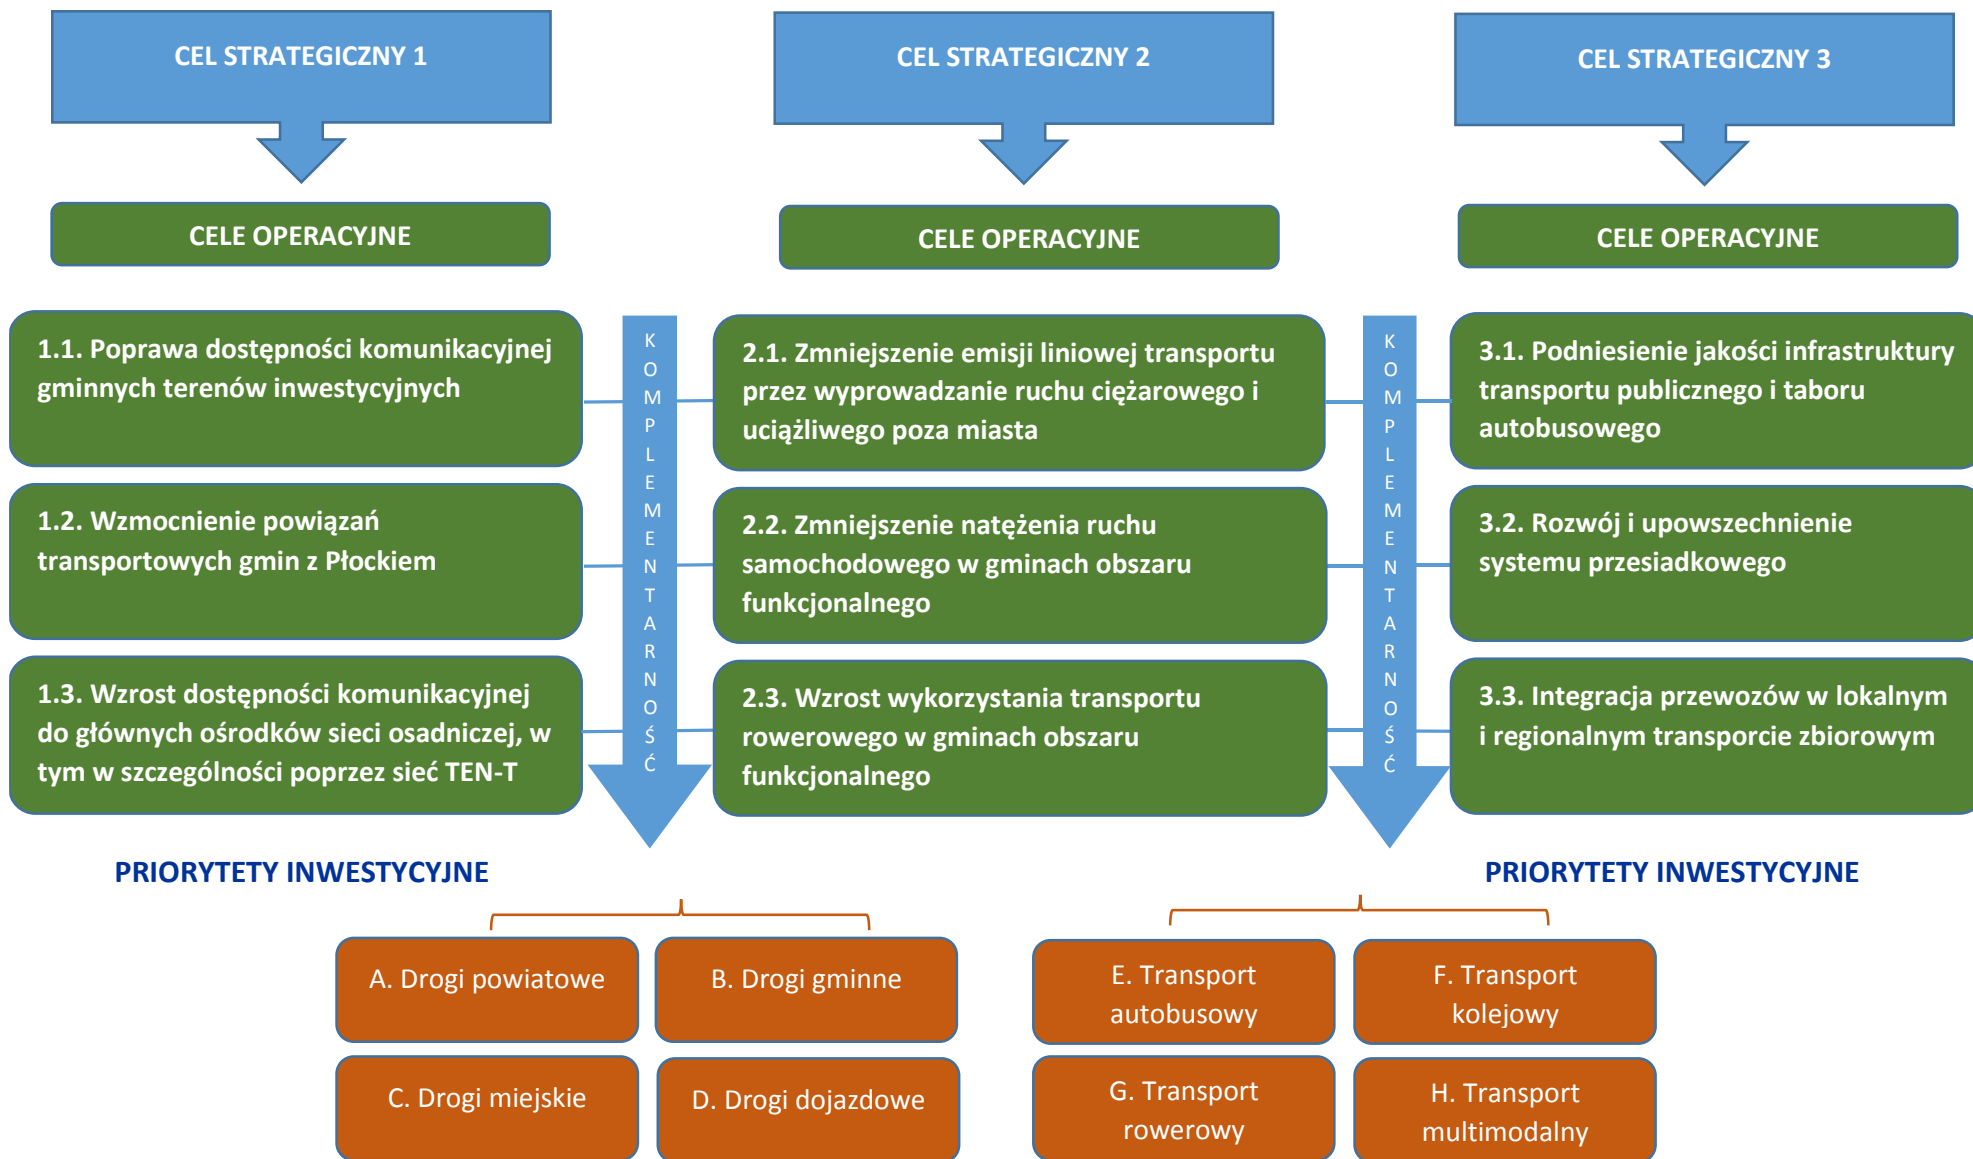 CEL STRATEGICZNY 1
CEL STRATEGICZNY 2
CEL STRATEGICZNY 3
CELE OPERACYJNE
CELE OPERACYJNE
CELE OPERACYJNE
1.1. Poprawa dostępności komunikacyjnej
gminnych terenów inwestycyjnych
1.2. Wzmocnienie powiązań
transportowych gmin z Płockiem
1.3. Wzrost dostępności komunikacyjnej
do głównych ośrodków sieci osadniczej, w
tym w szczególności poprzez sieć TEN-T
KOMPLEMENTARNOŚĆ
2.1. Zmniejszenie emisji liniowej transportu
przez wyprowadzanie ruchu ciężarowego i
uciążliwego poza miasta
2.2. Zmniejszenie natężenia ruchu
samochodowego w gminach obszaru
funkcjonalnego
2.3. Wzrost wykorzystania transportu
rowerowego w gminach obszaru
funkcjonalnego
KOMPLEMENTARNOŚĆ
3.1. Podniesienie jakości infrastruktury
transportu publicznego i taboru
autobusowego
3.2. Rozwój i upowszechnienie
systemu przesiadkowego
3.3. Integracja przewozów w lokalnym
i regionalnym transporcie zbiorowym
PRIORYTETY INWESTYCYJNE
PRIORYTETY INWESTYCYJNE
A. Drogi powiatowe
B. Drogi gminne
C. Drogi miejskie
D. Drogi dojazdowe
E. Transport
autobusowy
F. Transport
kolejowy
G. Transport
rowerowy
H. Transport
multimodalny